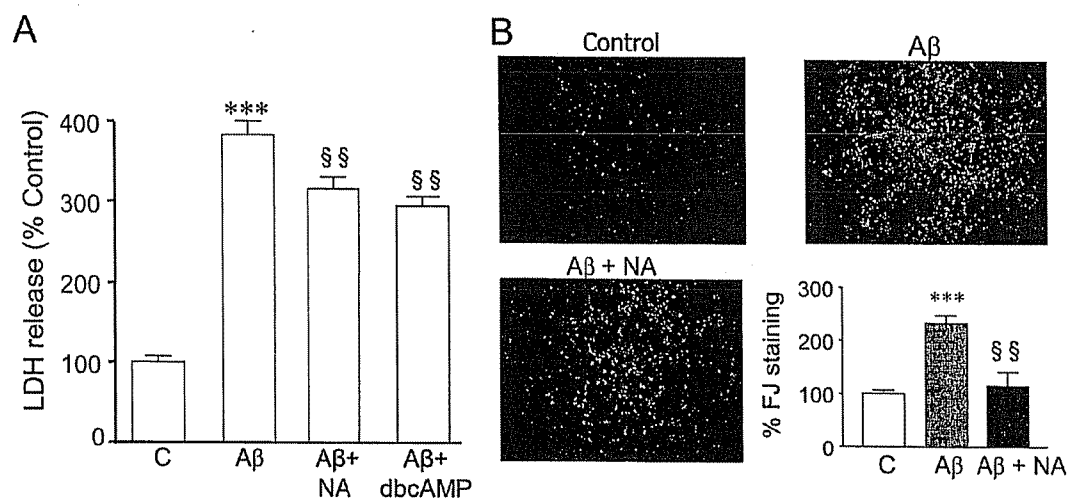 A
LDH release (% Control)
400
300
200
100
0
***
§§
§§
C
Aβ
Aβ+
NA
Aβ+
dbcAMP
B
Control
Aβ
Aβ + NA
% FJ staining
300
200
100
0
***
§§
C
Aβ
Aβ + NA